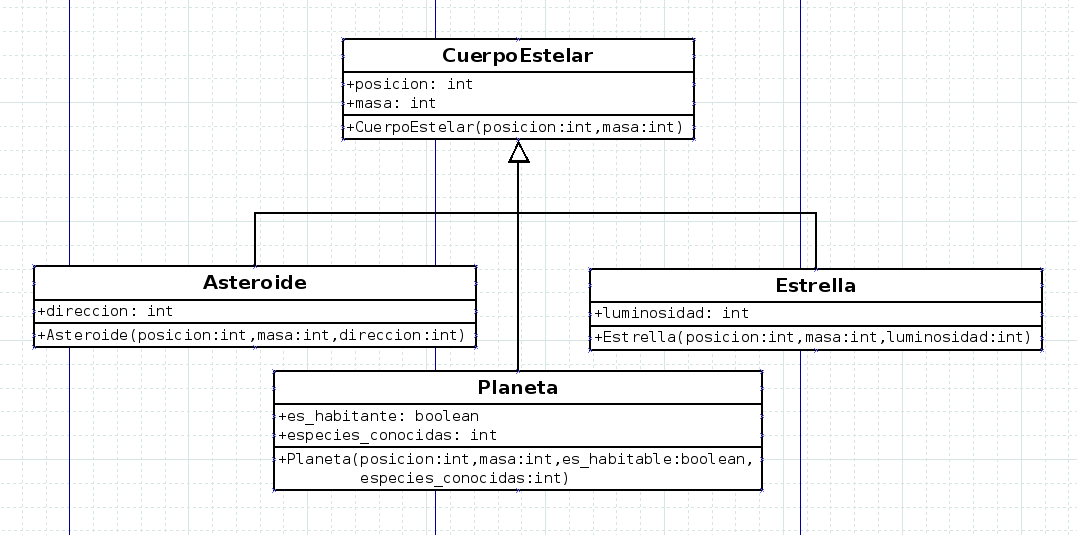 CuerpoEstelar
+posicion: int
+masa: int
+CuerpoEstelar(posicion:int,masa:int)
Asteroide
+direccion: int
+Asteroide(posicion:int,masa:int,direccion:int)
Estrella
+luminosidad: int
+Estrella(posicion:int,masa:int,luminosidad:int)
Planeta
+es_habitante: boolean
+especies_conocidas: int
+Planeta(posicion:int,masa:int,es_habitable:boolean,
especies_conocidas:int)